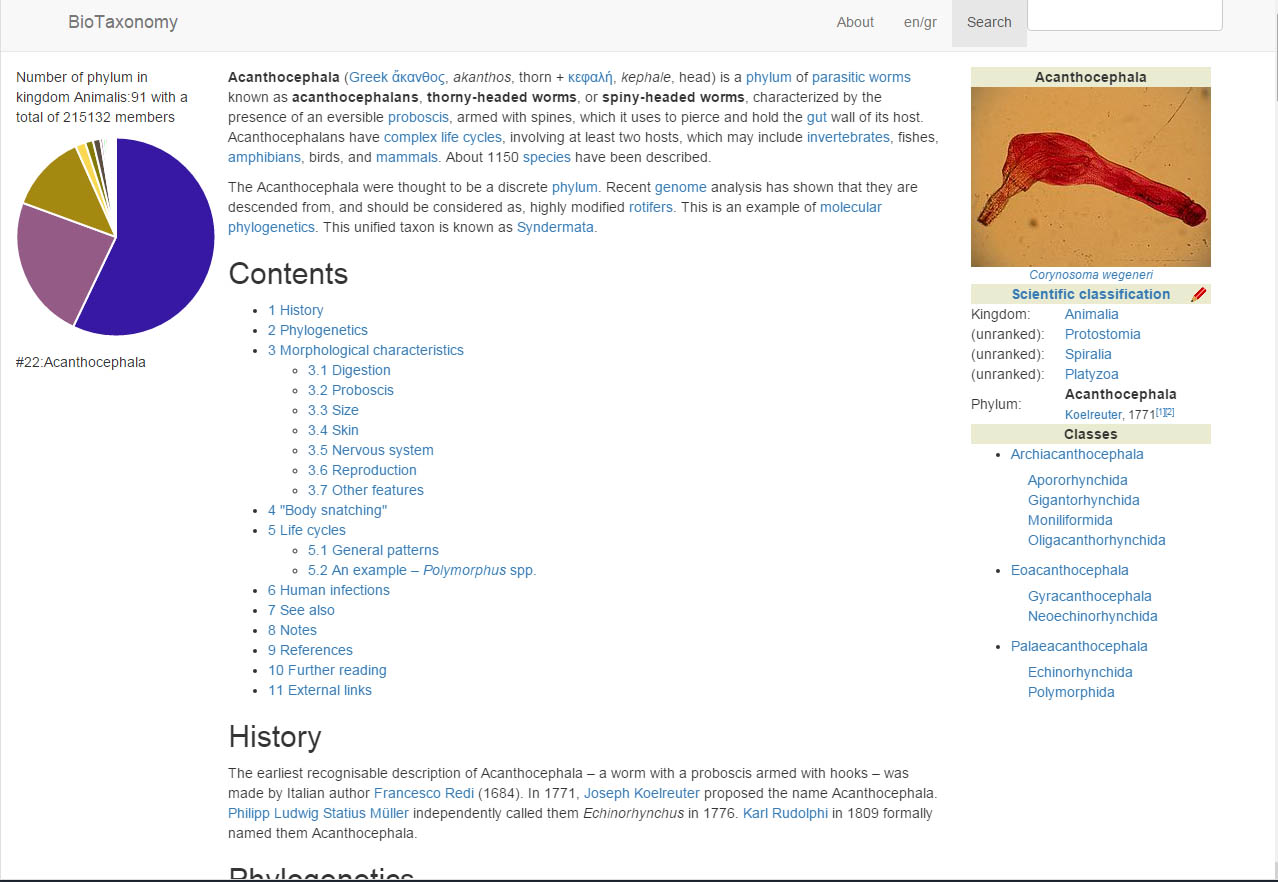 BioTaxonomy
About
en/gr
Search
Number of phylum in
kingdom Animalis:91 with a
total of 215132 members
#22:Acanthocephala
Acanthocephala (Greek ἄκανθος, akanthos, thorn + κεφαλή, kephale, head) is a phylum of parasitic worms
known as acanthocephalans, thorny-headed worms, or spiny-headed worms, characterized by the
presence of an eversible proboscis, armed with spines, which it uses to pierce and hold the gut wall of its host.
Acanthocephalans have complex life cycles, involving at least two hosts, which may include invertebrates, fishes,
amphibians, birds, and mammals. About 1150 species have been described.
The Acanthocephala were thought to be a discrete phylum. Recent genome analysis has shown that they are
descended from, and should be considered as, highly modified rotifers. This is an example of molecular
phylogenetics. This unified taxon is known as Syndermata.
Contents
1 History
2 Phylogenetics
3 Morphological characteristics
3.1 Digestion
3.2 Proboscis
3.3 Size
3.4 Skin
3.5 Nervous system
3.6 Reproduction
3.7 Other features
4 "Body snatching"
5 Life cycles
5.1 General patterns
5.2 An example – Polymorphus spp.
6 Human infections
7 See also
8 Notes
9 References
10 Further reading
11 External links
History
The earliest recognisable description of Acanthocephala – a worm with a proboscis armed with hooks – was
made by Italian author Francesco Redi (1684). In 1771, Joseph Koelreuter proposed the name Acanthocephala.
Philipp Ludwig Statius Müller independently called them Echinorhynchus in 1776. Karl Rudolphi in 1809 formally
named them Acanthocephala.
Phylogenetics
Acanthocephala
Corynosoma wegeneri
Scientific classification
Kingdom: Animalia
(unranked): Protostomia
(unranked): Spiralia
(unranked): Platyzoa
Phylum: Acanthocephala
Koelreuter, 1771[1][2]
Classes
Archiacanthocephala
Apororhynchida
Gigantorhynchida
Moniliformida
Oligacanthorhynchida
Eoacanthocephala
Gyracanthocephala
Neoechinorhynchida
Palaeacanthocephala
Echinorhynchida
Polymorphida